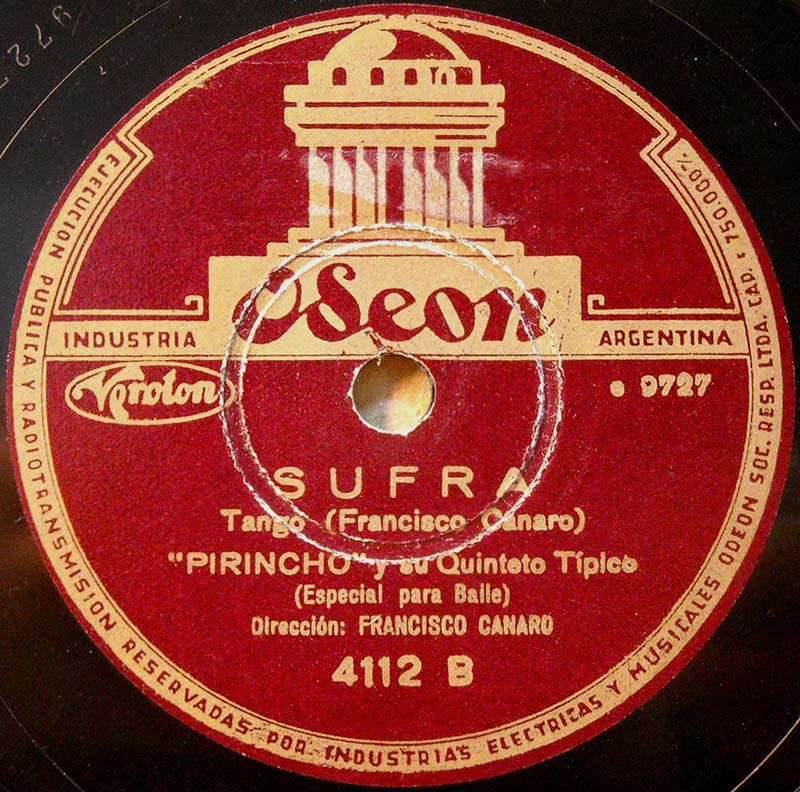 Odeon
INDUSTRIA
ARGENTINA
Veroton
e 9727
SUFRA
Tango (Francisco Canaro)
"PIRINCHO" y su Quinteto Típico
(Especial para Baile)
Dirección: FRANCISCO CANARO
4112 B
EJECUCION PUBLICA Y RADIOTRANSMISION RESERVADAS POR INDUSTRIAS ELECTRICAS Y MUSICALES ODEON SOC. RESP. LTDA. CAP. $ 750.000 m/n
9727